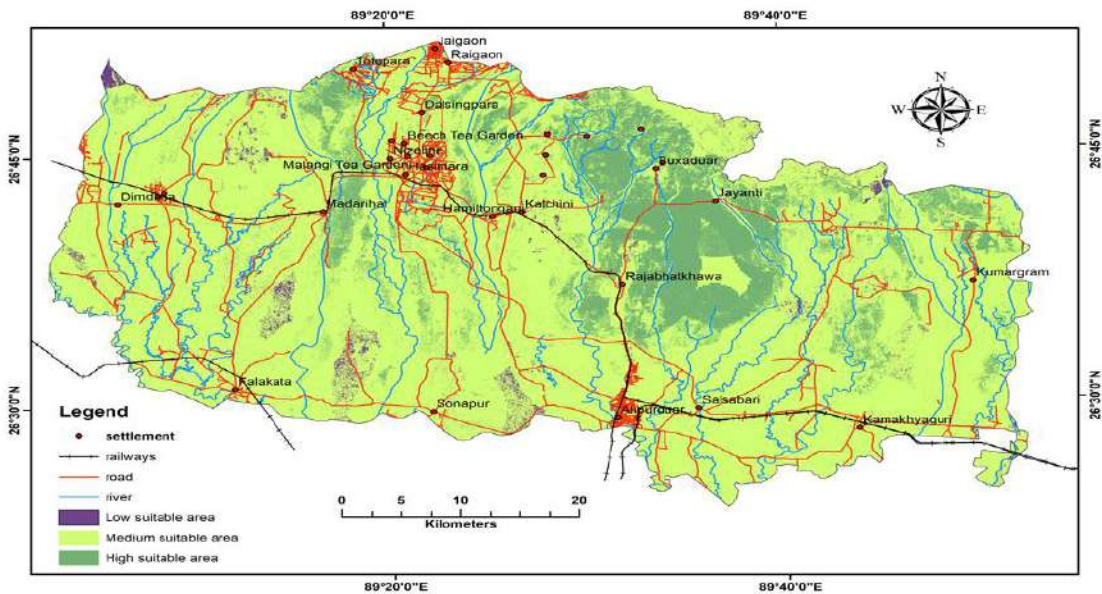 89°20'0"E
89°40'0"E
Jaigaon
Raigaon
Totopara
Dalsingpara
N
W
E
S
26°45'0"N
26°45'0"N
Beech Tea Garden
Malangi Tea Garden
Hasimara
Buxaduar
Jayanti
Dimdima
Madarihat
Hamiltonganj
Kalchini
Rajabhatkhawa
Kumargram
Falakata
Sonapur
Alipurduar
Salsabari
Kamakhyaguri
26°30'0"N
26°30'0"N
Legend
settlement
railways
road
river
Low suitable area
Medium suitable area
High suitable area
0 5 10 20
Kilometers
89°20'0"E
89°40'0"E